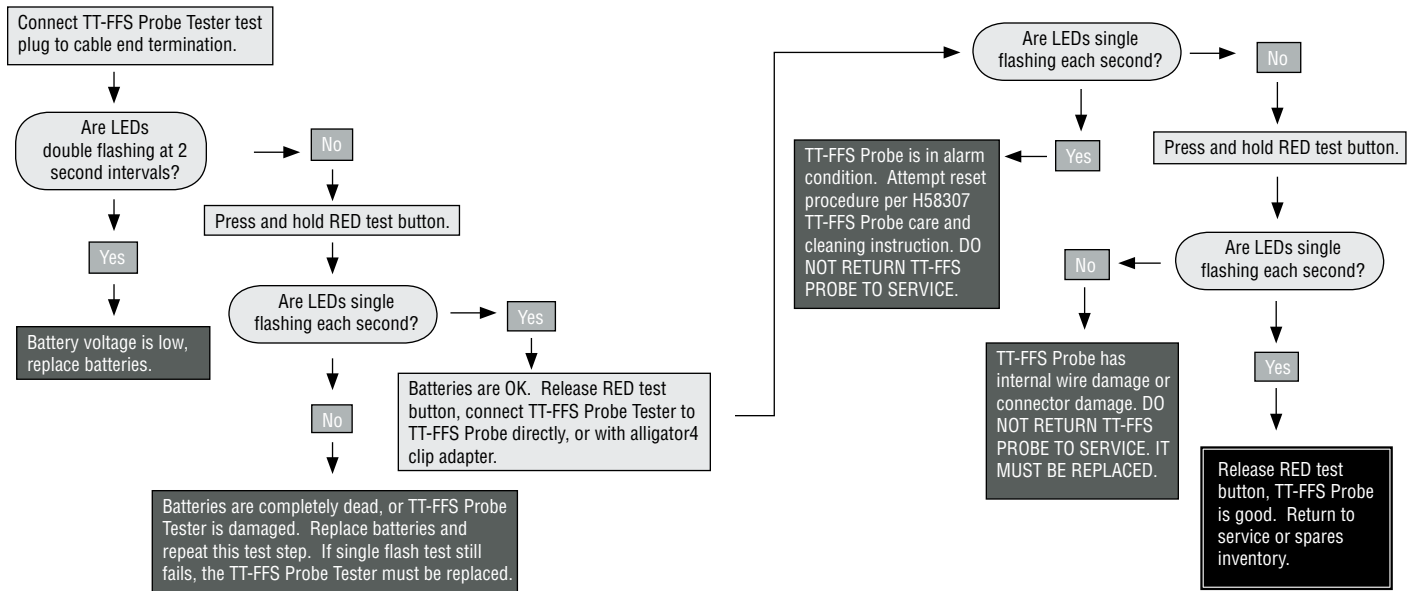 Connect TT-FFS Probe Tester test
plug to cable end termination.
Are LEDs
double flashing at 2
second intervals?
No
Yes
Press and hold RED test button.
Battery voltage is low,
replace batteries.
Are LEDs single
flashing each second?
Yes
No
Batteries are OK. Release RED test
button, connect TT-FFS Probe Tester to
TT-FFS Probe directly, or with alligator4
clip adapter.
Batteries are completely dead, or TT-FFS Probe
Tester is damaged. Replace batteries and
repeat this test step. If single flash test still
fails, the TT-FFS Probe Tester must be replaced.
Are LEDs single
flashing each second?
No
Yes
TT-FFS Probe is in alarm
condition. Attempt reset
procedure per H58307
TT-FFS Probe care and
cleaning instruction. DO
NOT RETURN TT-FFS
PROBE TO SERVICE.
Press and hold RED test button.
Are LEDs single
flashing each second?
No
Yes
TT-FFS Probe has
internal wire damage or
connector damage. DO
NOT RETURN TT-FFS
PROBE TO SERVICE. IT
MUST BE REPLACED.
Release RED test
button, TT-FFS Probe
is good. Return to
service or spares
inventory.